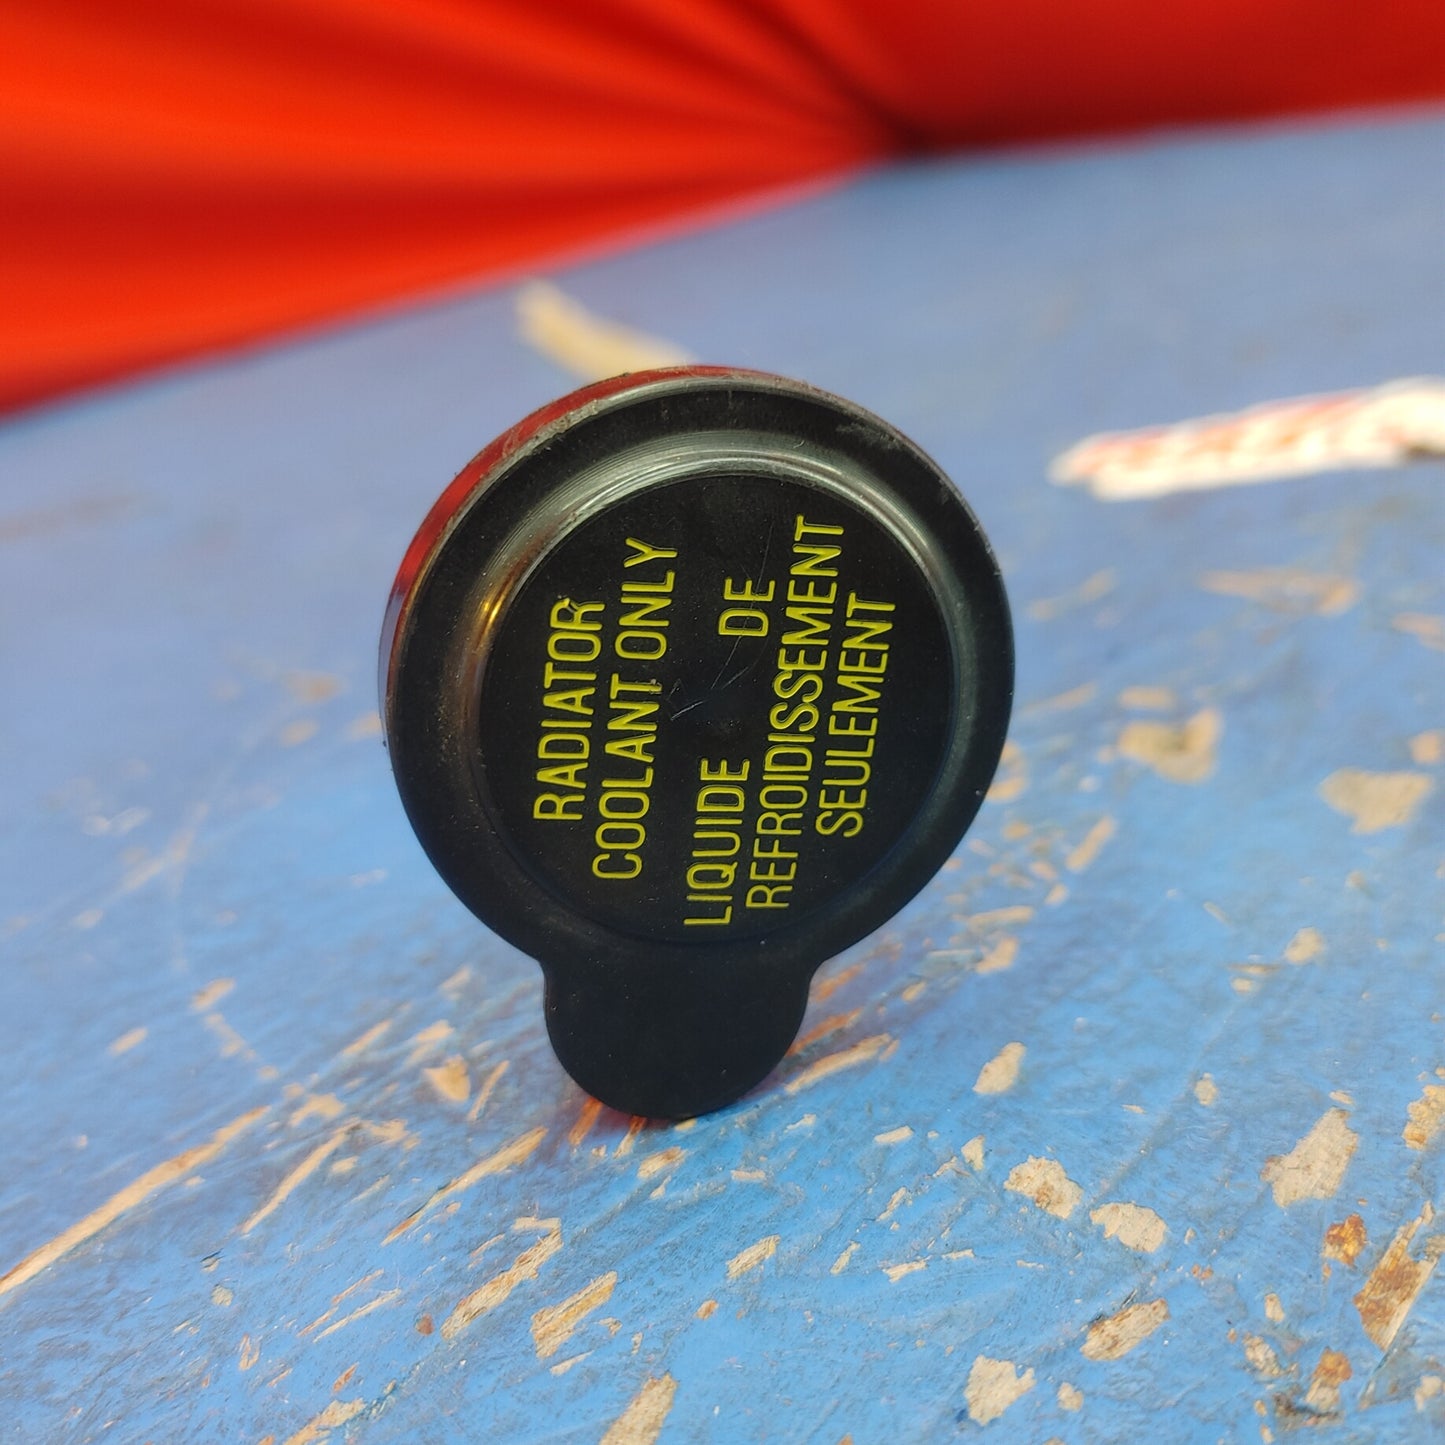 RADIATOR
COOLANT ONLY
LIQUIDE DE
REFROIDISSEMENT
SEULEMENT